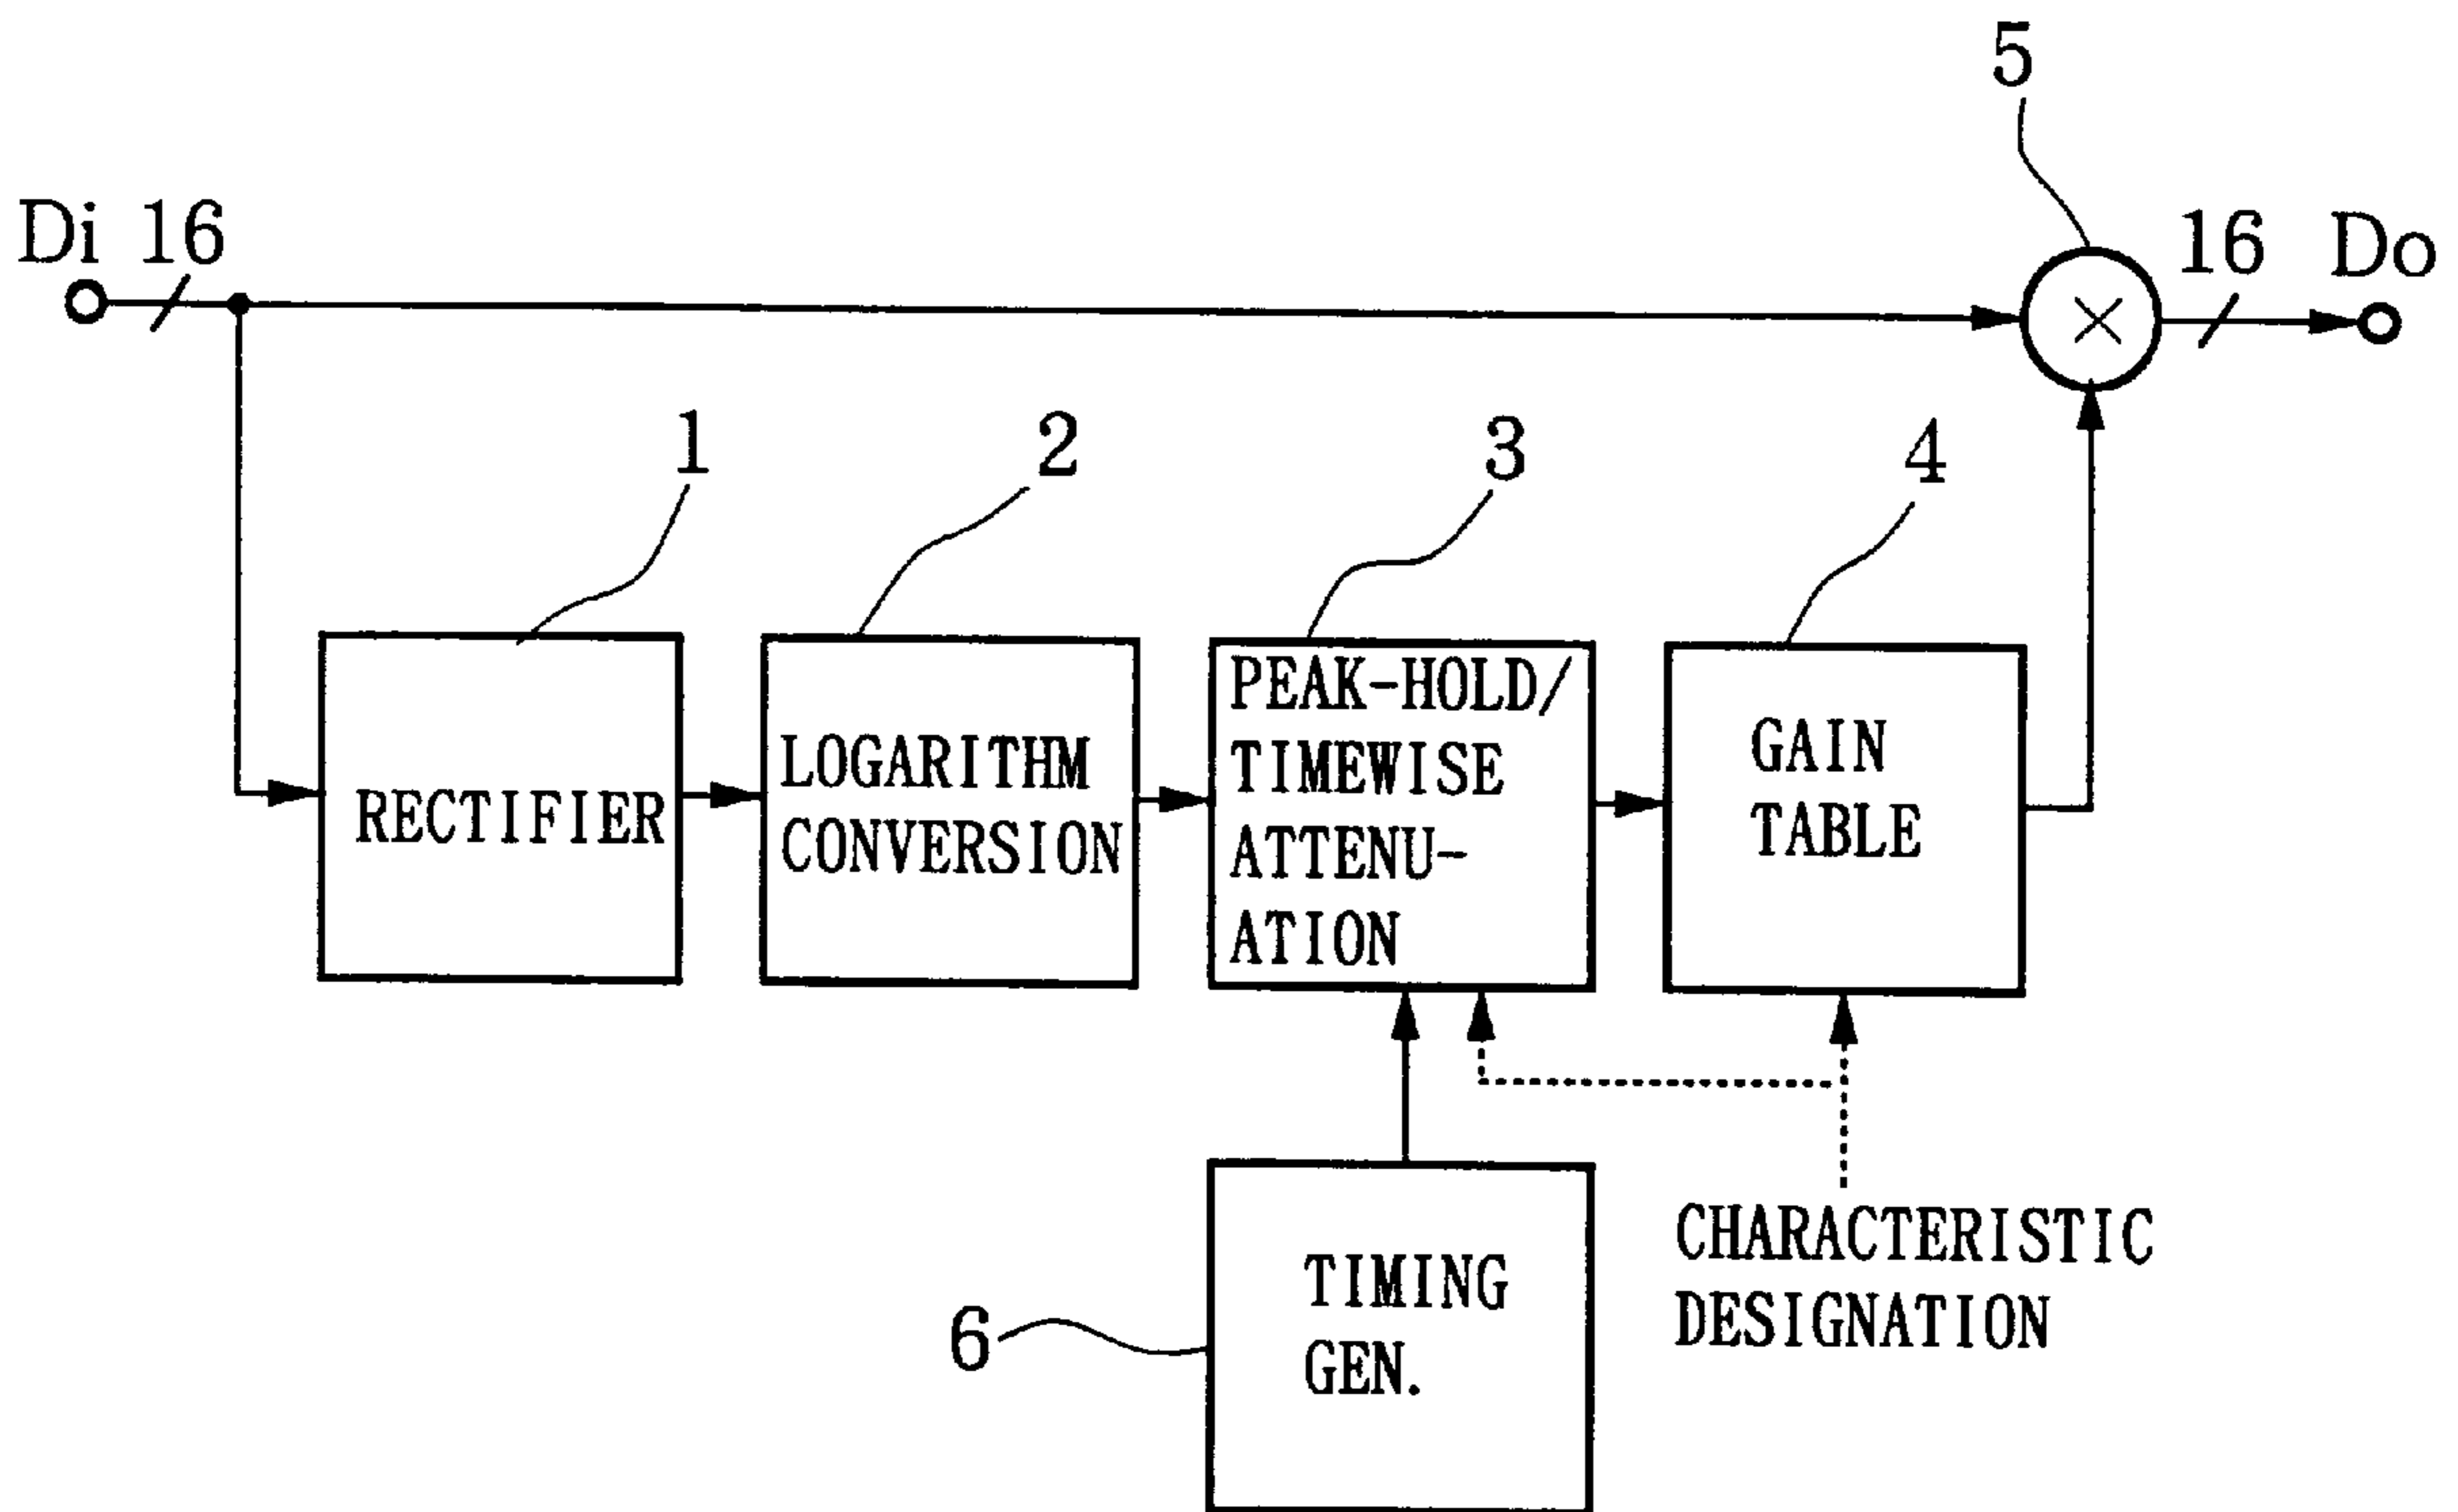 5
Di 16
16 Do
1
2
3
4
RECTIFIER
LOGARITHM
CONVERSION
PEAK-HOLD/
TIMEWISE
ATTENU-
ATION
GAIN
TABLE
6
TIMING
GEN.
CHARACTERISTIC
DESIGNATION